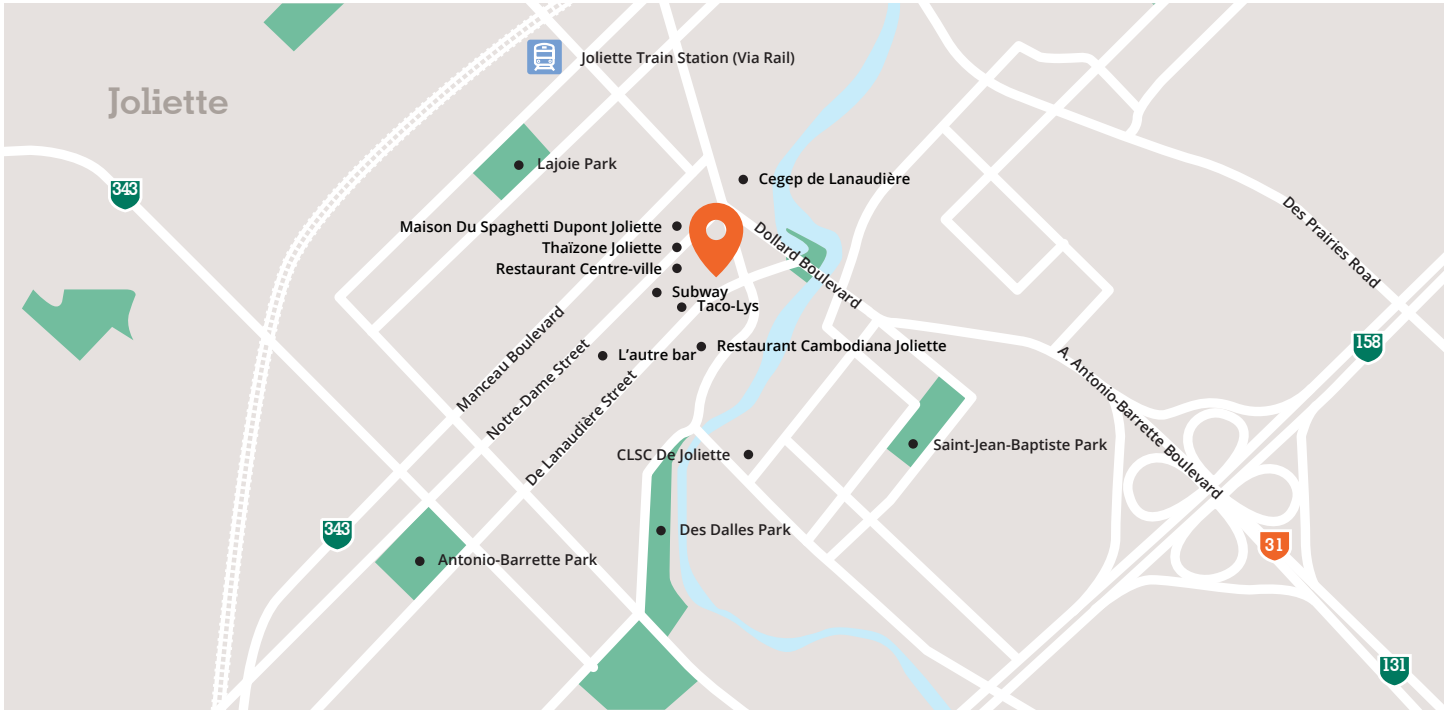 Joliette Train Station (Via Rail)
Joliette
343
Lajoie Park
Cegep de Lanaudière
Maison Du Spaghetti Dupont Joliette
Thaïzone Joliette
Restaurant Centre-ville
Subway
Taco-Lys
Dollard Boulevard
Des Prairies Road
Manceau Boulevard
Notre-Dame Street
De Lanaudière Street
L'autre bar
Restaurant Cambodiana Joliette
158
A. Antonio-Barrette Boulevard
Saint-Jean-Baptiste Park
CLSC De Joliette
343
Des Dalles Park
31
Antonio-Barrette Park
131